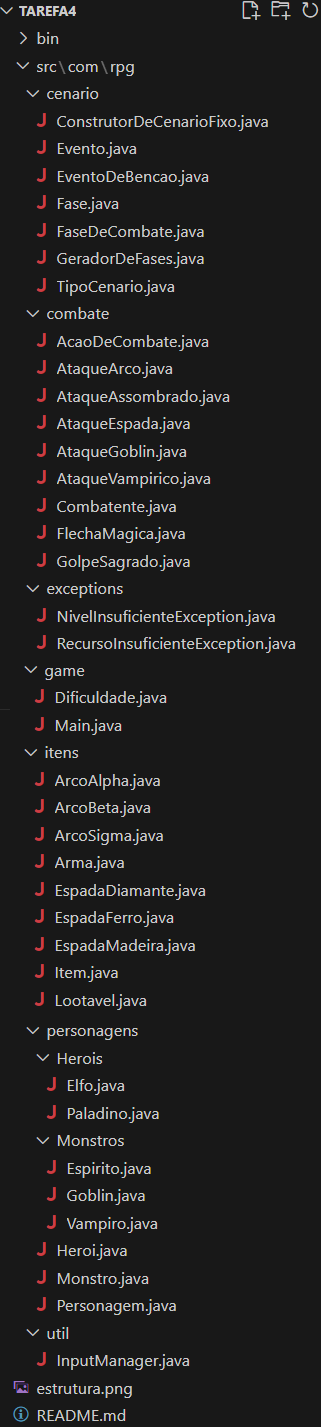 TAREFA4
bin
src\com\rpg
cenario
ConstrutorDeCenarioFixo.java
Evento.java
EventoDeBencao.java
Fase.java
FaseDeCombate.java
GeradorDeFases.java
TipoCenario.java
combate
AcaoDeCombate.java
AtaqueArco.java
AtaqueAssombrado.java
AtaqueEspada.java
AtaqueGoblin.java
AtaqueVampirico.java
Combatente.java
FlechaMagica.java
GolpeSagrado.java
exceptions
NivelInsuficienteException.java
RecursoInsuficienteException.java
game
Dificuldade.java
Main.java
itens
ArcoAlpha.java
ArcoBeta.java
ArcoSigma.java
Arma.java
EspadaDiamante.java
EspadaFerro.java
EspadaMadeira.java
Item.java
Lootavel.java
personagens
Herois
Elfo.java
Paladino.java
Monstros
Espirito.java
Goblin.java
Vampiro.java
Heroi.java
Monstro.java
Personagem.java
util
InputManager.java
estrutura.png
README.md